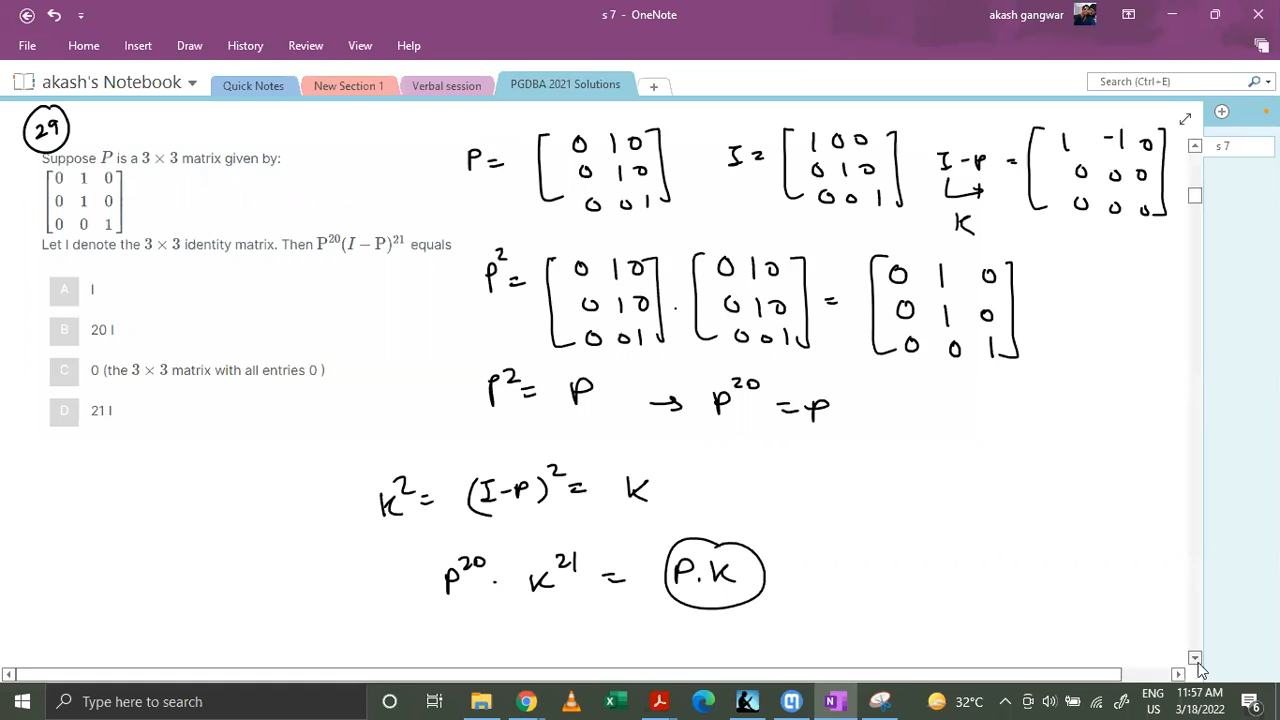 s 7 - OneNote
akash gangwar
File Home Insert Draw History Review View Help
akash's Notebook Quick Notes New Section 1 Verbal session PGDBA 2021 Solutions + Search (Ctrl+E)
s 7
29
Suppose P is a 3 × 3 matrix given by:
0 1 0
0 1 0
0 0 1
Let I denote the 3 × 3 identity matrix. Then P²⁰(I − P)²¹ equals
A I
B 20 I
C 0 (the 3 × 3 matrix with all entries 0 )
D 21 I
P = [0 1 0
0 1 0
0 0 1]
I = [1 0 0
0 1 0
0 0 1]
I-P = [1 -1 0
0 0 0
0 0 0]
K
P² = [0 1 0
0 1 0
0 0 1] . [0 1 0
0 1 0
0 0 1] = [0 1 0
0 1 0
0 0 1]
P² = P → P²⁰ = P
K² = (I-P)² = K
P²⁰ . K²¹ = P.K
Type here to search
32°C
ENG
US
11:57 AM
3/18/2022
6